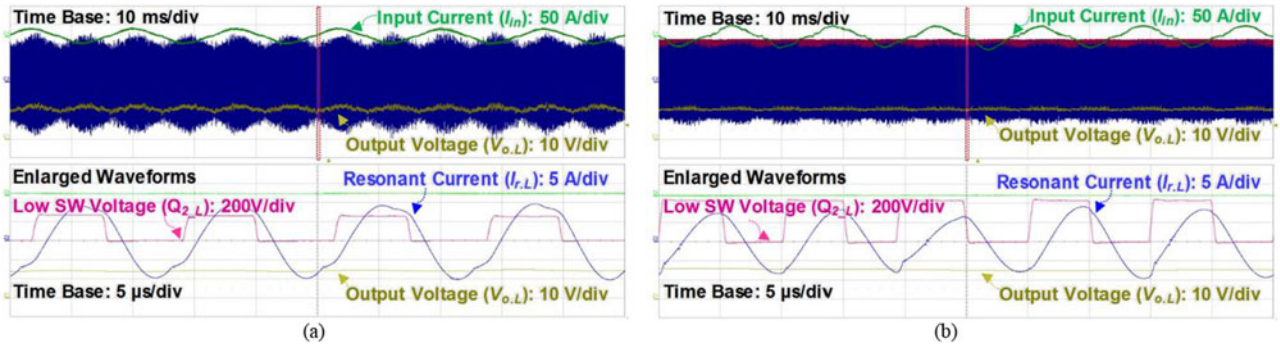 Time Base: 10 ms/div
Input Current (Iin): 50 A/div
Output Voltage (Vo.L): 10 V/div
Enlarged Waveforms
Resonant Current (Ir.L): 5 A/div
Low SW Voltage (Q2_L): 200V/div
Time Base: 5 µs/div
Output Voltage (Vo.L): 10 V/div
(a)
Time Base: 10 ms/div
Input Current (Iin): 50 A/div
Output Voltage (Vo.L): 10 V/div
Enlarged Waveforms
Resonant Current (Ir.L): 5 A/div
Low SW Voltage (Q2_L): 200V/div
Time Base: 5 µs/div
Output Voltage (Vo.L): 10 V/div
(b)